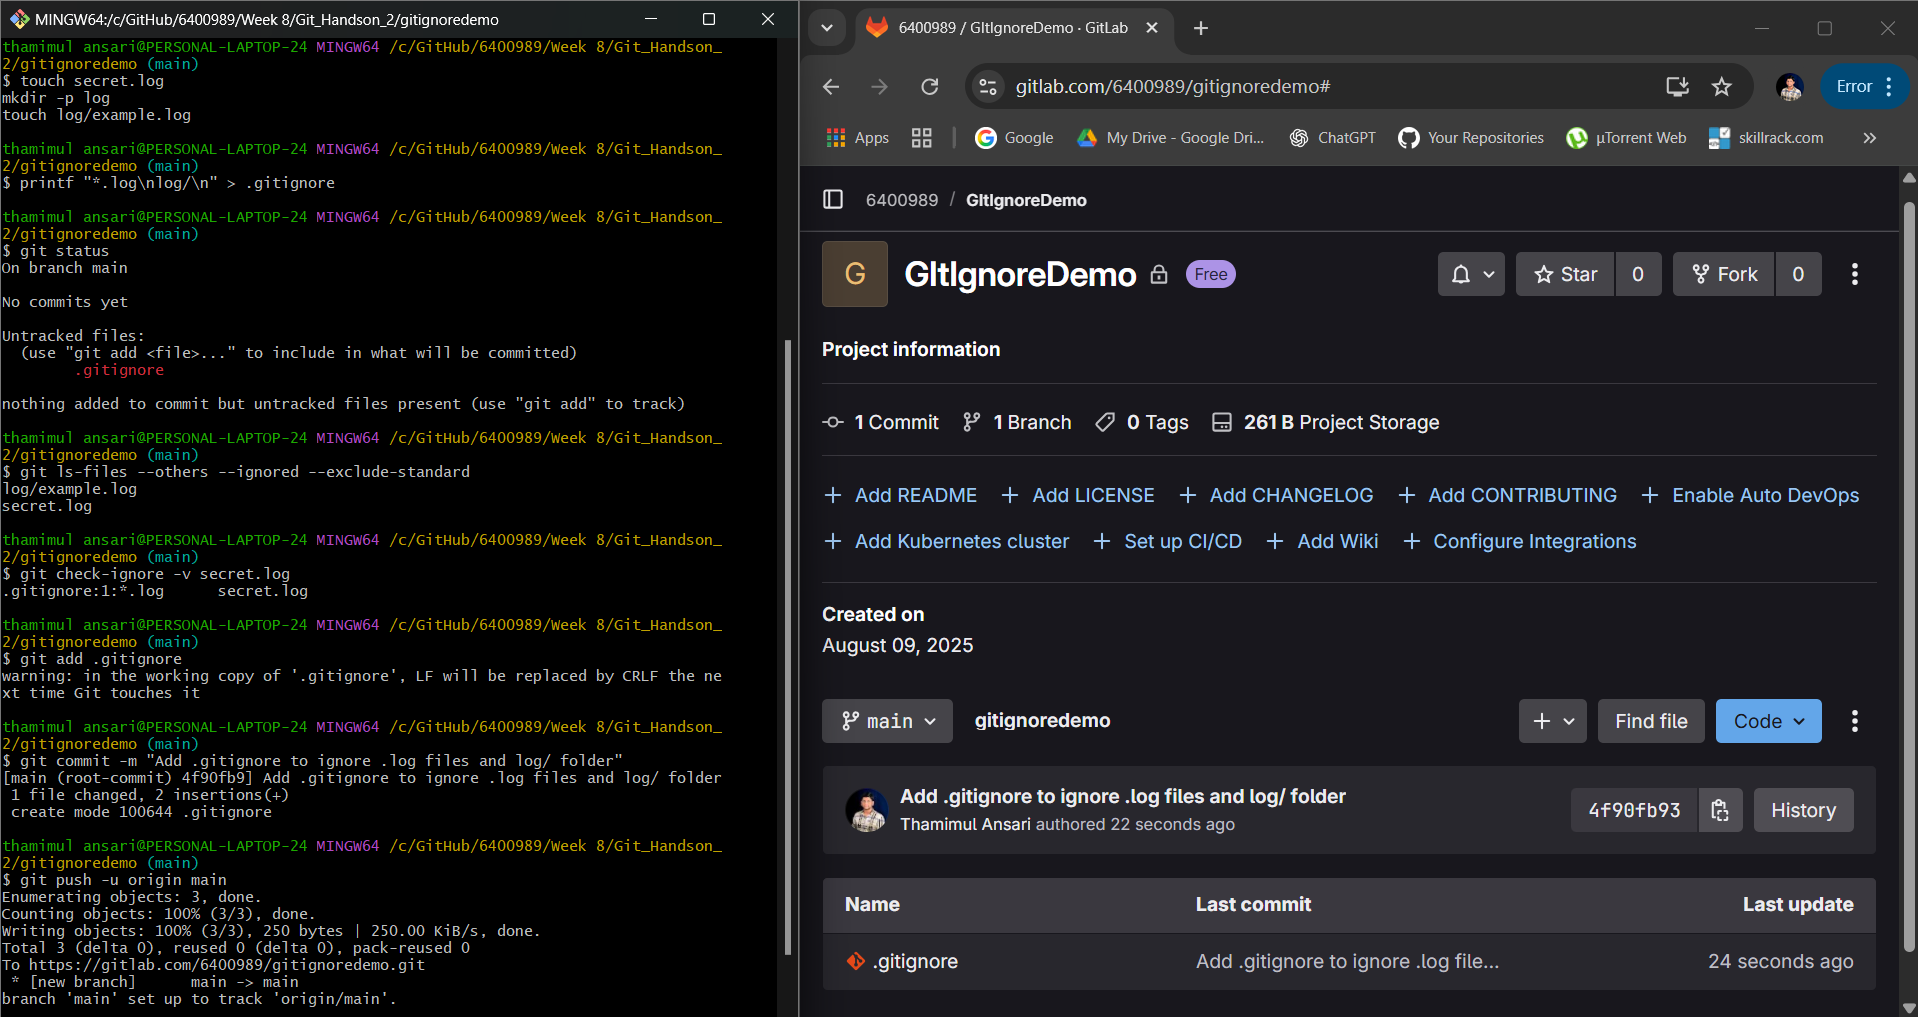 MINGW64:/c/GitHub/6400989/Week 8/Git_Handson_2/gitignoredemo
thamimul ansari@PERSONAL-LAPTOP-24 MINGW64 /c/GitHub/6400989/Week 8/Git_Handson_
2/gitignoredemo (main)
$ touch secret.log
mkdir -p log
touch log/example.log
thamimul ansari@PERSONAL-LAPTOP-24 MINGW64 /c/GitHub/6400989/Week 8/Git_Handson_
2/gitignoredemo (main)
$ printf "*.log\nlog/\n" > .gitignore
thamimul ansari@PERSONAL-LAPTOP-24 MINGW64 /c/GitHub/6400989/Week 8/Git_Handson_
2/gitignoredemo (main)
$ git status
On branch main
No commits yet
Untracked files:
(use "git add <file>..." to include in what will be committed)
.gitignore
nothing added to commit but untracked files present (use "git add" to track)
thamimul ansari@PERSONAL-LAPTOP-24 MINGW64 /c/GitHub/6400989/Week 8/Git_Handson_
2/gitignoredemo (main)
$ git ls-files --others --ignored --exclude-standard
log/example.log
secret.log
thamimul ansari@PERSONAL-LAPTOP-24 MINGW64 /c/GitHub/6400989/Week 8/Git_Handson_
2/gitignoredemo (main)
$ git check-ignore -v secret.log
.gitignore:1:*.log secret.log
thamimul ansari@PERSONAL-LAPTOP-24 MINGW64 /c/GitHub/6400989/Week 8/Git_Handson_
2/gitignoredemo (main)
$ git add .gitignore
warning: in the working copy of '.gitignore', LF will be replaced by CRLF the ne
xt time Git touches it
thamimul ansari@PERSONAL-LAPTOP-24 MINGW64 /c/GitHub/6400989/Week 8/Git_Handson_
2/gitignoredemo (main)
$ git commit -m "Add .gitignore to ignore .log files and log/ folder"
[main (root-commit) 4f90fb9] Add .gitignore to ignore .log files and log/ folder
1 file changed, 2 insertions(+)
create mode 100644 .gitignore
thamimul ansari@PERSONAL-LAPTOP-24 MINGW64 /c/GitHub/6400989/Week 8/Git_Handson_
2/gitignoredemo (main)
$ git push -u origin main
Enumerating objects: 3, done.
Counting objects: 100% (3/3), done.
Writing objects: 100% (3/3), 250 bytes | 250.00 KiB/s, done.
Total 3 (delta 0), reused 0 (delta 0), pack-reused 0
To https://gitlab.com/6400989/gitignoredemo.git
* [new branch] main -> main
branch 'main' set up to track 'origin/main'.
6400989 / GItIgnoreDemo · GitLab
gitlab.com/6400989/gitignoredemo#
Error
Apps Google My Drive - Google Dri... ChatGPT Your Repositories µTorrent Web skillrack.com »
6400989 / GItIgnoreDemo
G GItIgnoreDemo Free Star 0 Fork 0
Project information
1 Commit 1 Branch 0 Tags 261 B Project Storage
+ Add README + Add LICENSE + Add CHANGELOG + Add CONTRIBUTING + Enable Auto DevOps
+ Add Kubernetes cluster + Set up CI/CD + Add Wiki + Configure Integrations
Created on
August 09, 2025
main gitignoredemo + Find file Code
Add .gitignore to ignore .log files and log/ folder
Thamimul Ansari authored 22 seconds ago
4f90fb93 History
Name Last commit Last update
.gitignore Add .gitignore to ignore .log file... 24 seconds ago